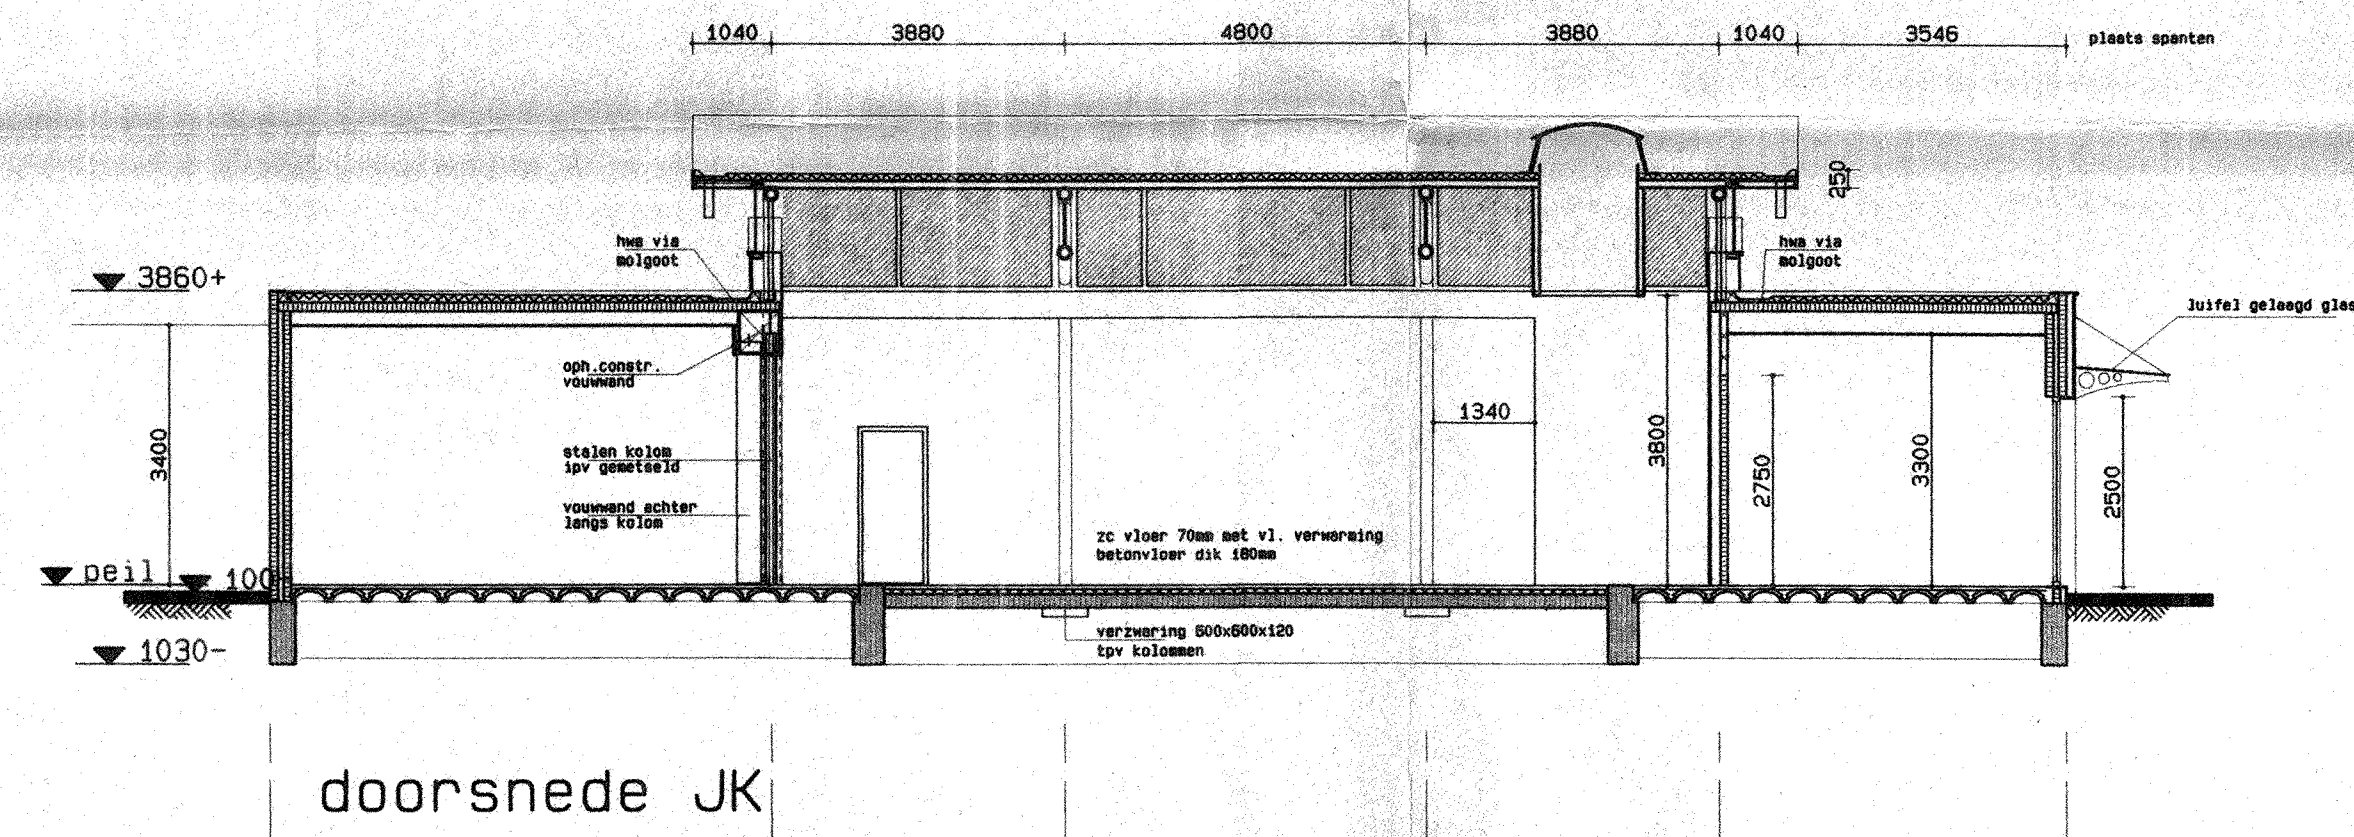 1040 3880 4800 3880 1040 3546 plaats spanten
250
hwa via
molgoot
hwa via
molgoot
3860+
luifel gelaagd glas
oph.constr.
vouwwand
1340
3400
stalen kolom
ipv gemetseld
3800
2750
3300
2500
vouwwand achter
langs kolom
zc vloer 70mm met vl. verwarming
betonvloer dik 180mm
peil 100-
verzwaring 600x600x120
tpv kolommen
1030-
doorsnede JK